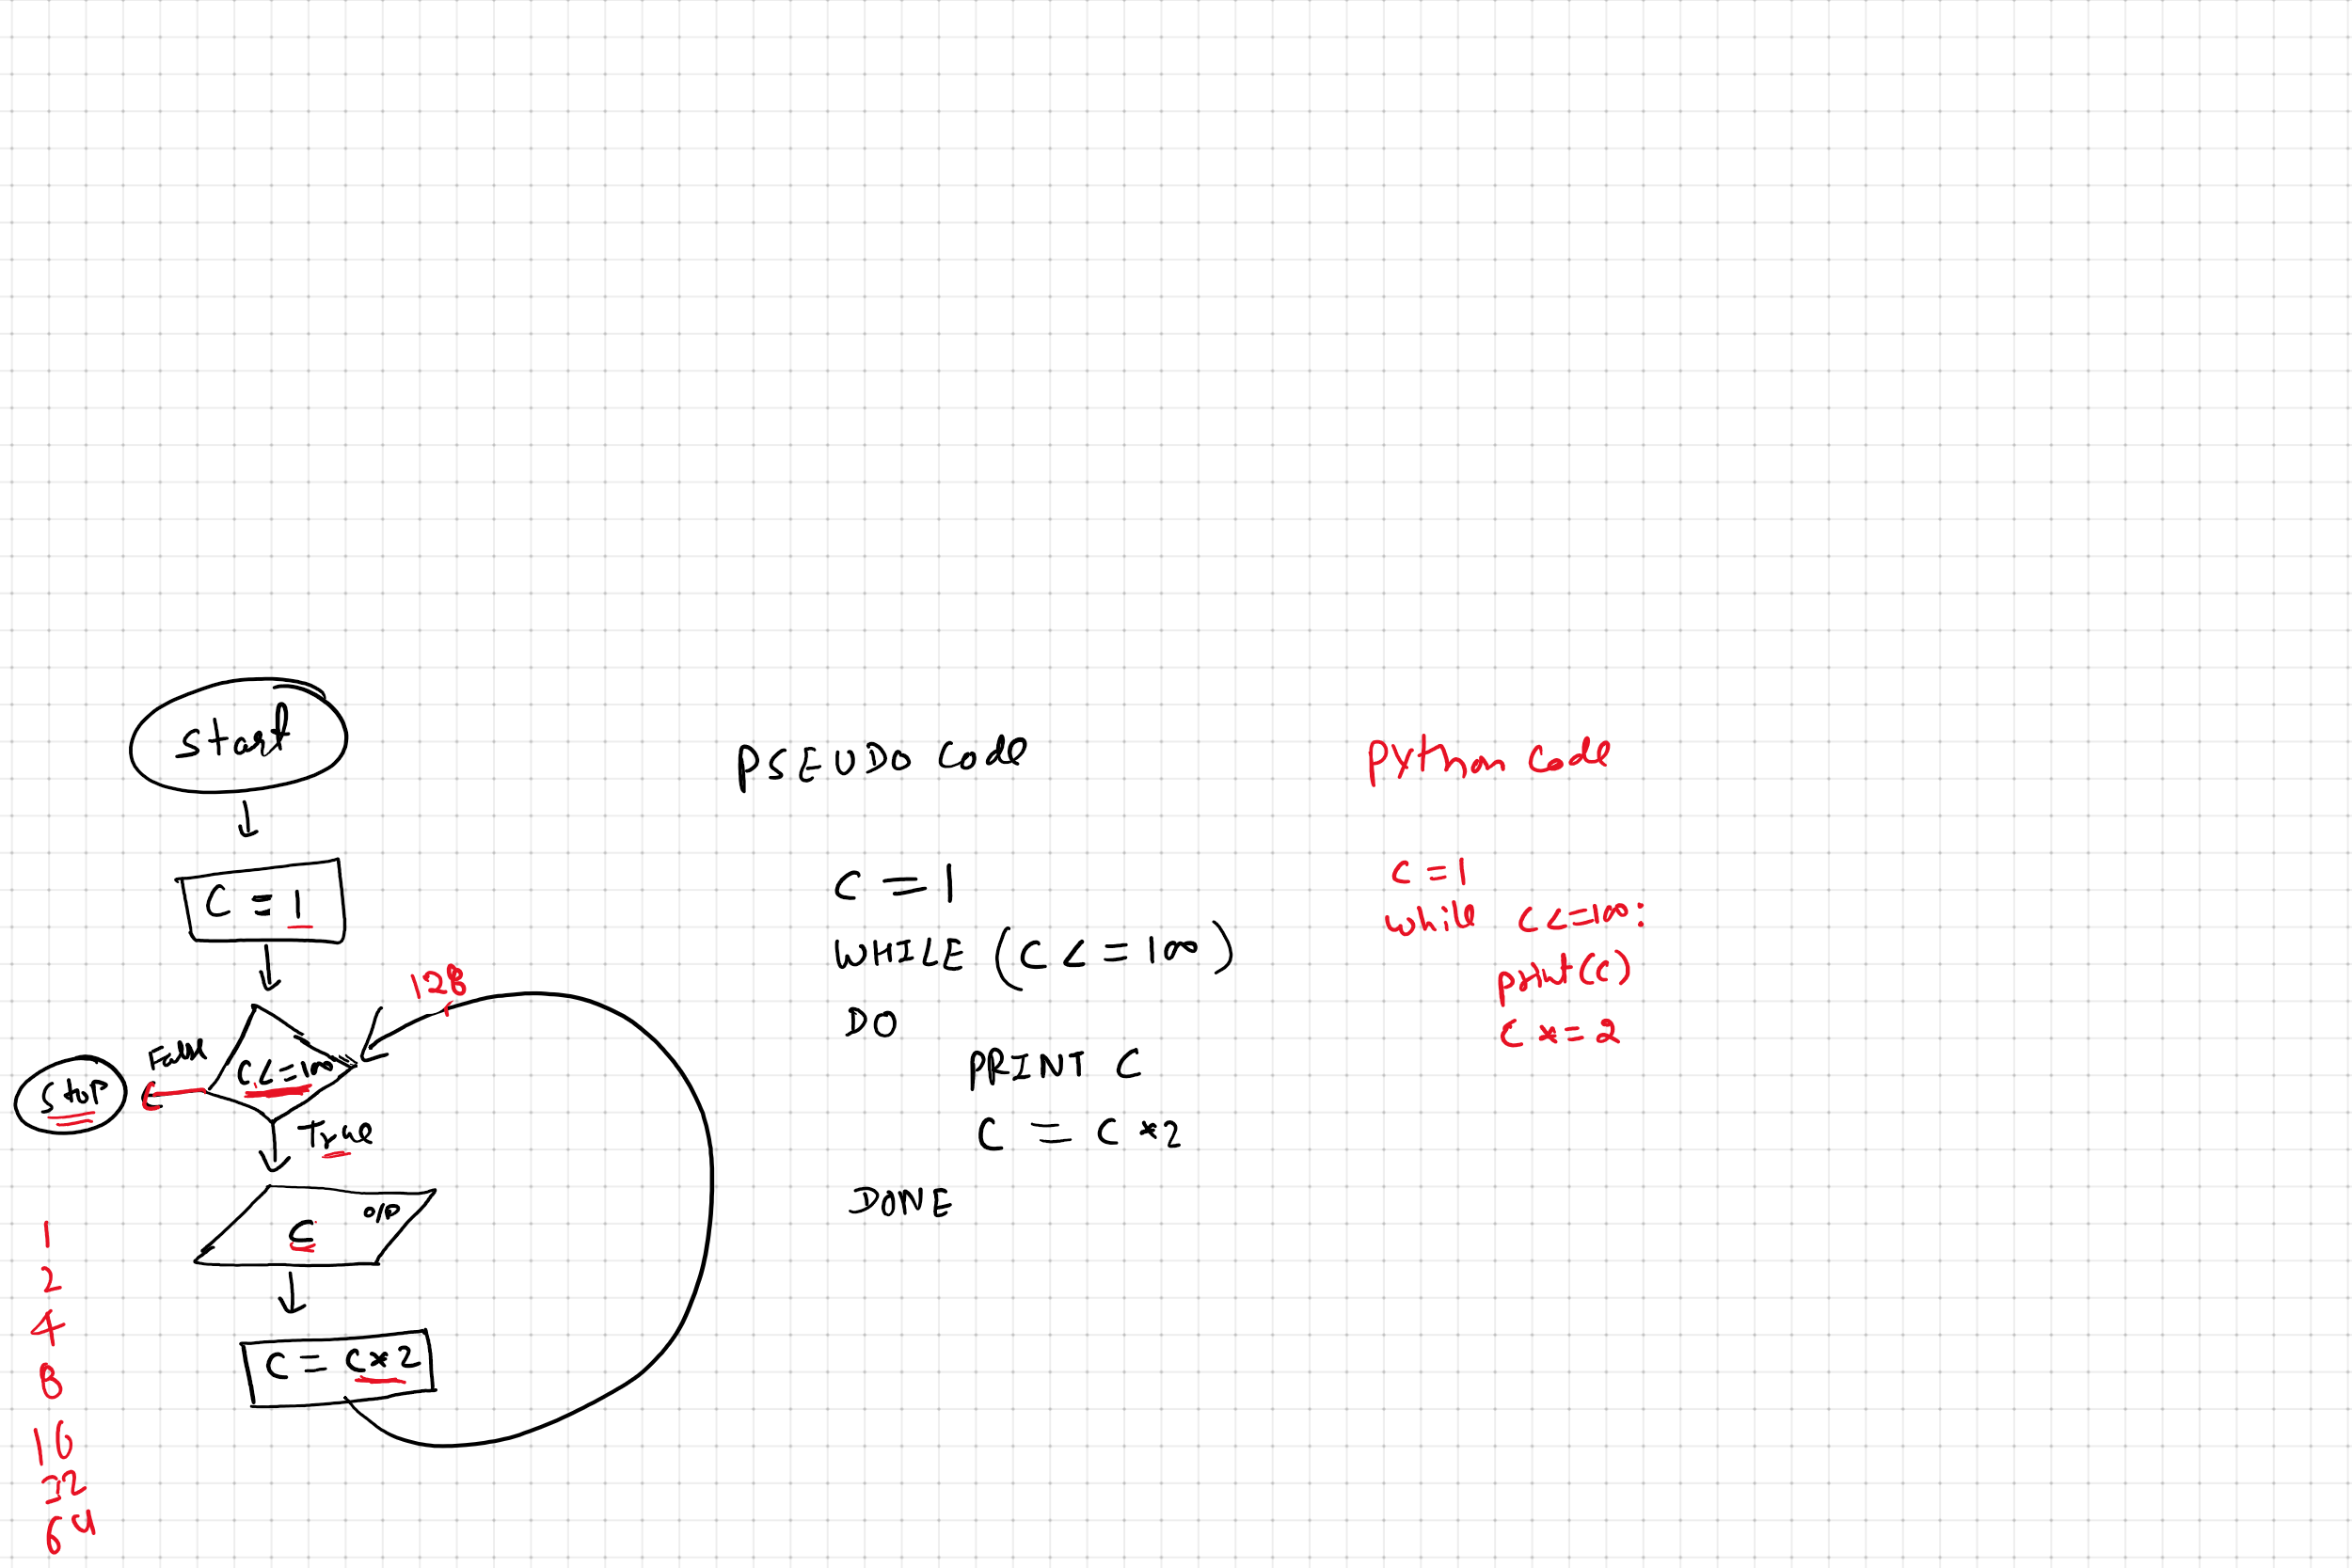 start
C = 1
128
False
C <= 100
stop
True
o/p
C
C = C*2
1
2
4
8
16
32
64
PSEUDO Code
C = 1
WHILE (C <= 100)
DO
PRINT C
C = C *2
DONE
Python Code
C = 1
while C <= 100:
print(C)
C *= 2